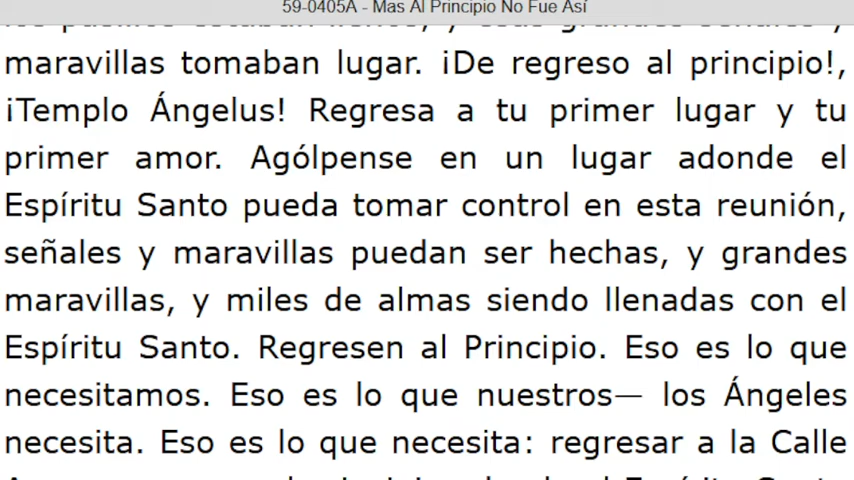 59-0405A - Mas Al Principio No Fue Así
maravillas tomaban lugar. ¡De regreso al principio!,
¡Templo Ángelus! Regresa a tu primer lugar y tu
primer amor. Agólpense en un lugar adonde el
Espíritu Santo pueda tomar control en esta reunión,
señales y maravillas puedan ser hechas, y grandes
maravillas, y miles de almas siendo llenadas con el
Espíritu Santo. Regresen al Principio. Eso es lo que
necesitamos. Eso es lo que nuestros— los Ángeles
necesita. Eso es lo que necesita: regresar a la Calle